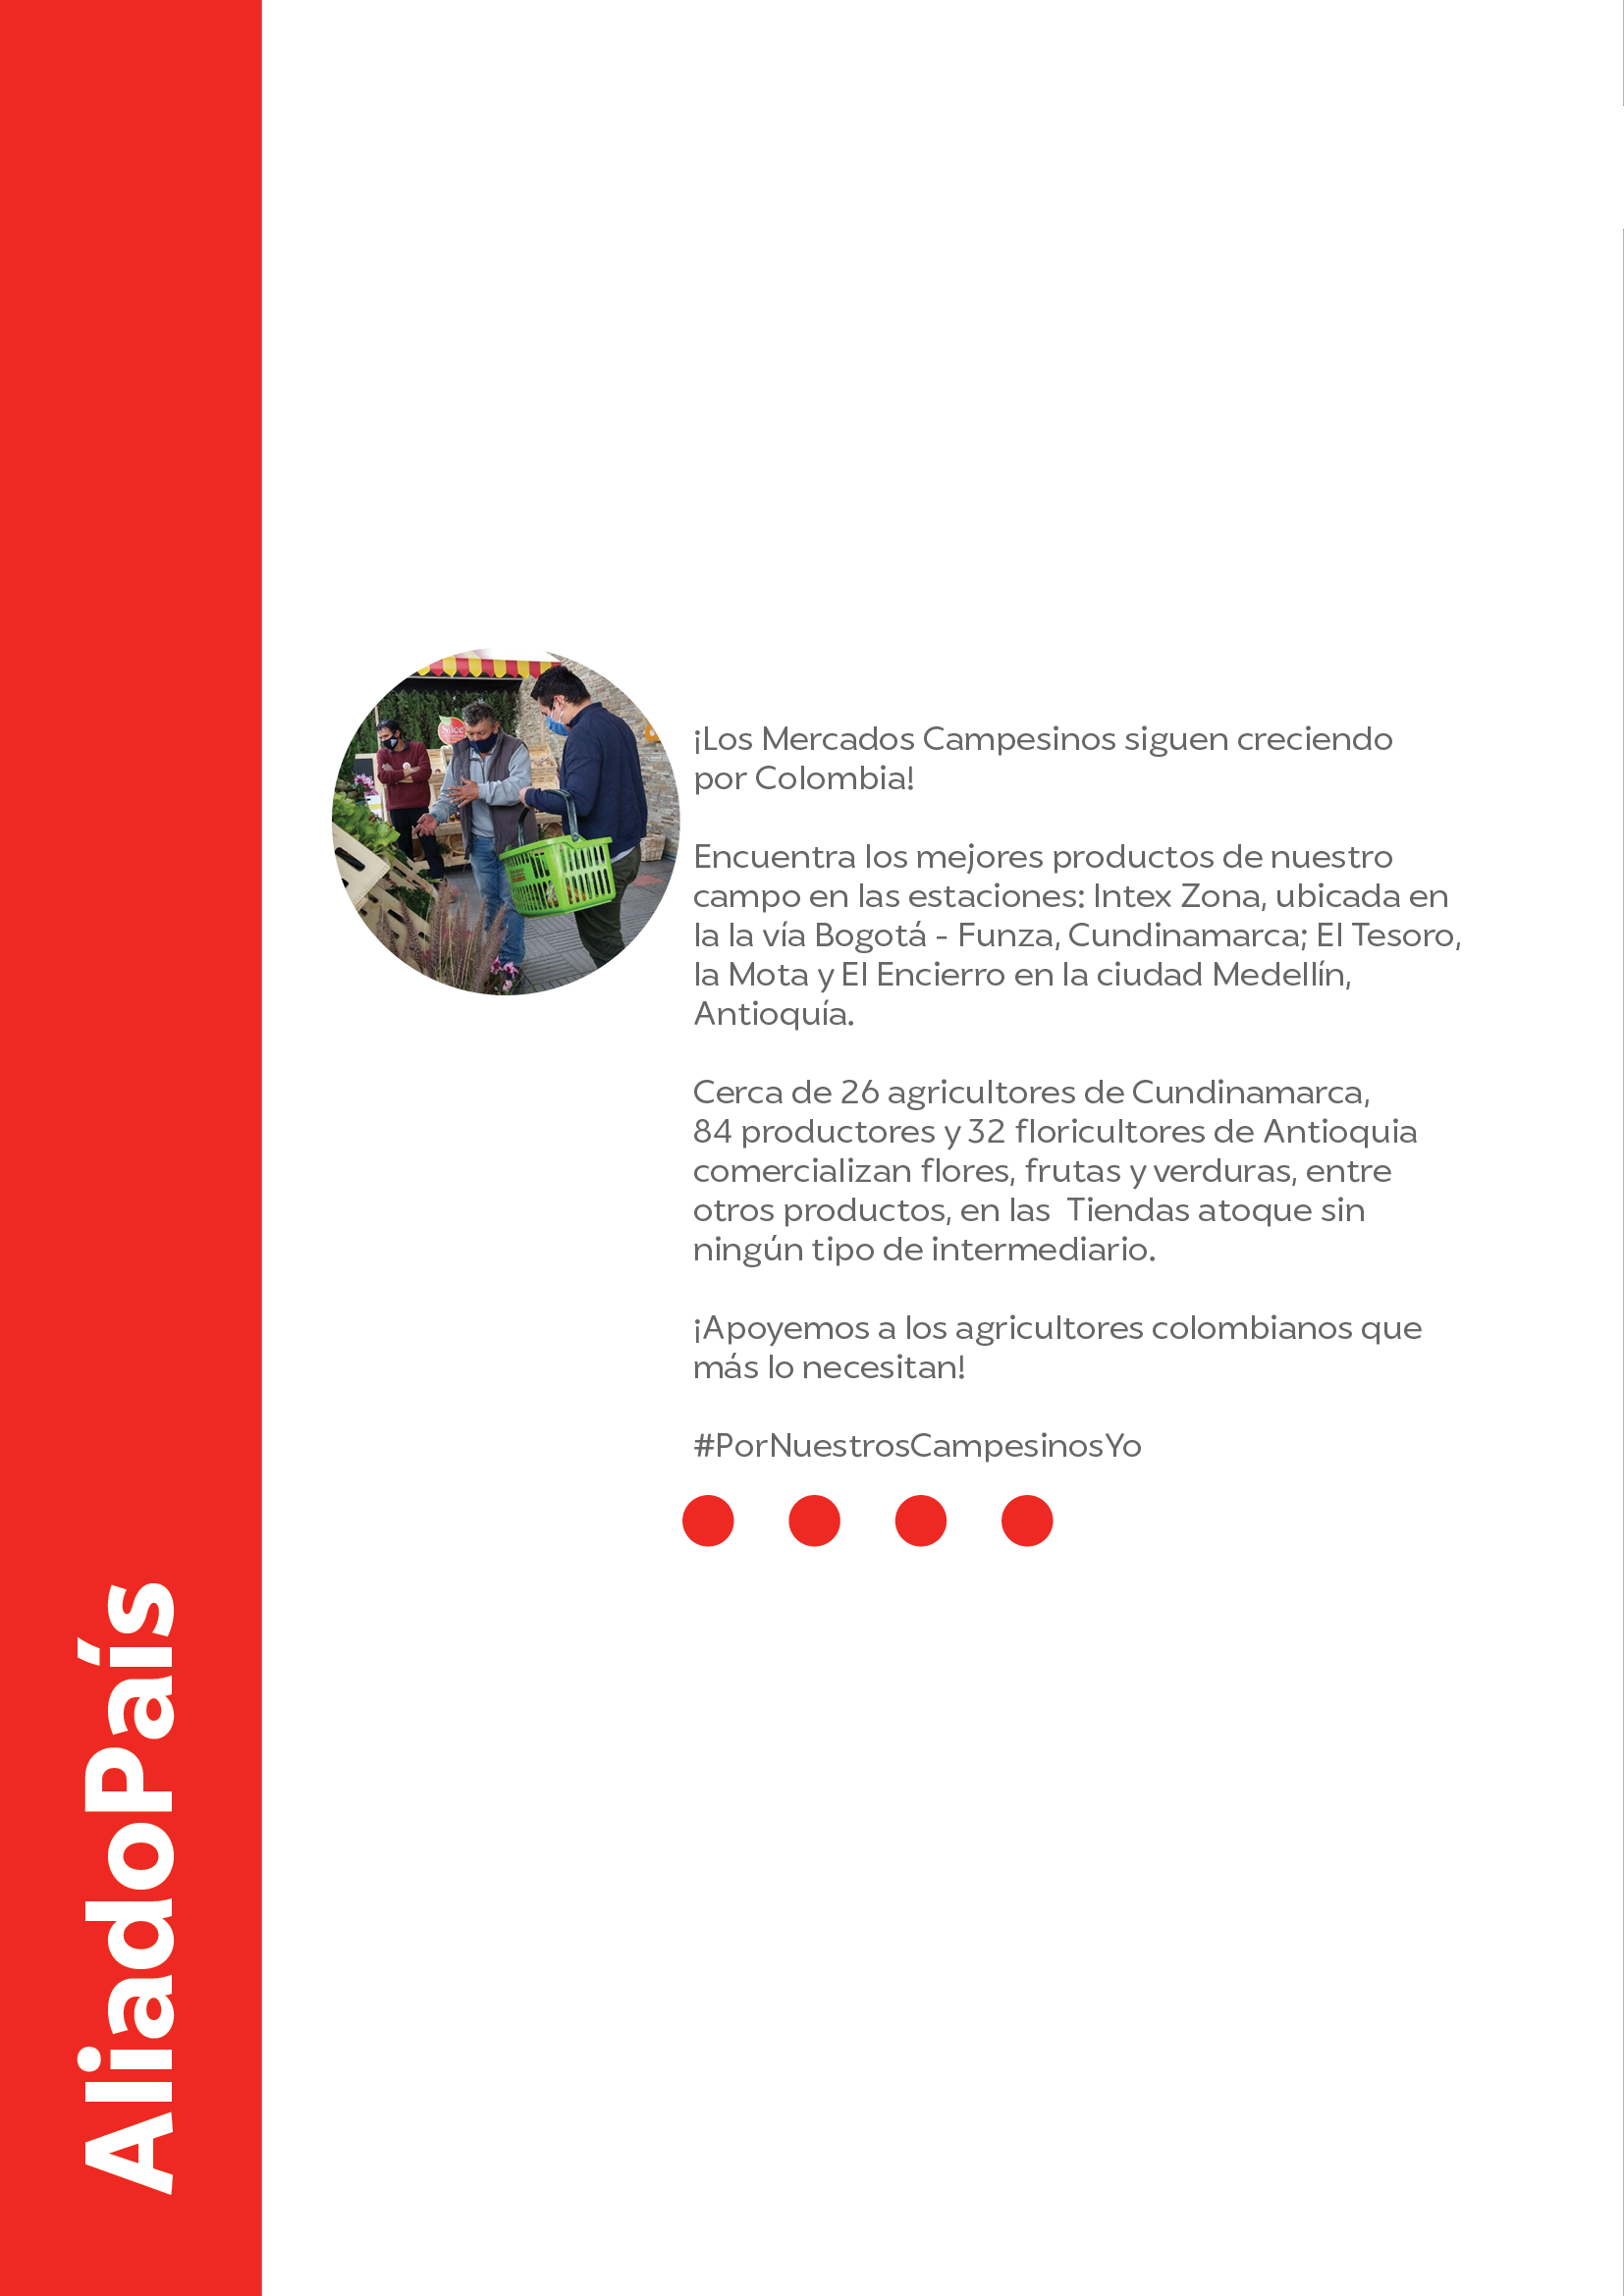 ¡Los Mercados Campesinos siguen creciendo
por Colombia!
Encuentra los mejores productos de nuestro
campo en las estaciones: Intex Zona, ubicada en
la la vía Bogotá - Funza, Cundinamarca; El Tesoro,
la Mota y El Encierro en la ciudad Medellín,
Antioquía.
Cerca de 26 agricultores de Cundinamarca,
84 productores y 32 floricultores de Antioquia
comercializan flores, frutas y verduras, entre
otros productos, en las  Tiendas atoque sin
ningún tipo de intermediario.
¡Apoyemos a los agricultores colombianos que
más lo necesitan!
#PorNuestrosCampesinosYo
AliadoPaís